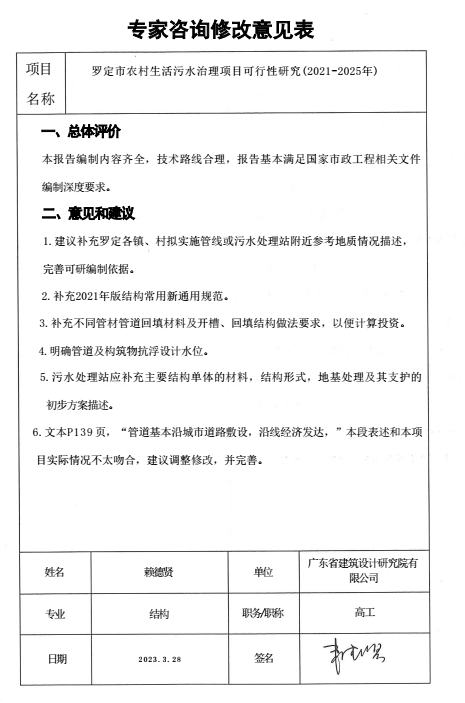 专家咨询修改意见表
项目
名称
罗定市农村生活污水治理项目可行性研究(2021-2025年)
一、总体评价
本报告编制内容齐全，技术路线合理，报告基本满足国家市政工程相关文件
编制深度要求。
二、意见和建议
1.建议补充罗定各镇、村拟实施管线或污水处理站附近参考地质情况描述，
完善可研编制依据。
2.补充2021年版结构常用新通用规范。
3.补充不同管材管道回填材料及开槽、回填结构做法要求，以便计算投资。
4.明确管道及构筑物抗浮设计水位。
5.污水处理站应补充主要结构单体的材料，结构形式，地基处理及其支护的
初步方案描述。
6.文本P139页，“管道基本沿城市道路敷设，沿线经济发达，”本段表述和本项
目实际情况不太吻合，建议调整修改，并完善。
姓名 赖德贤 单位 广东省建筑设计研究院有
限公司
专业 结构 职务/职称 高工
日期 2023.3.28 签名